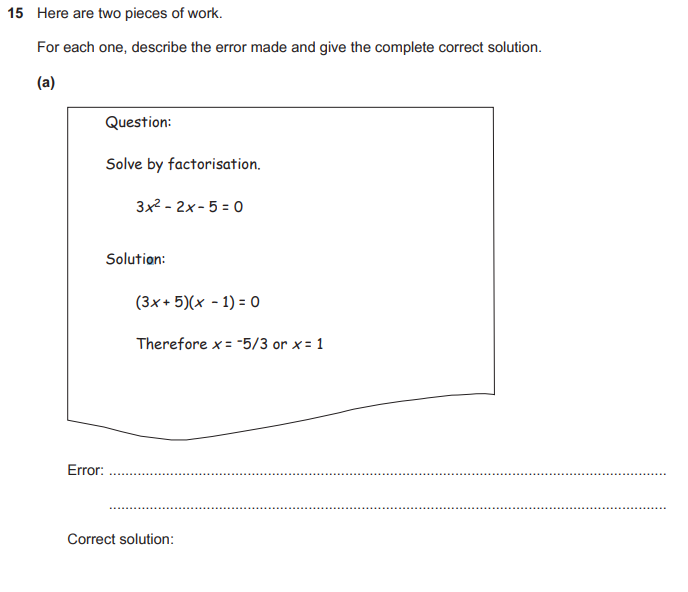 15 Here are two pieces of work.
For each one, describe the error made and give the complete correct solution.
(a)
Question:
Solve by factorisation.
3x² – 2x – 5 = 0
Solution:
(3x + 5)(x – 1) = 0
Therefore x = ⁻5/3 or x = 1
Error: ..........................................................................................
..........................................................................................
Correct solution: